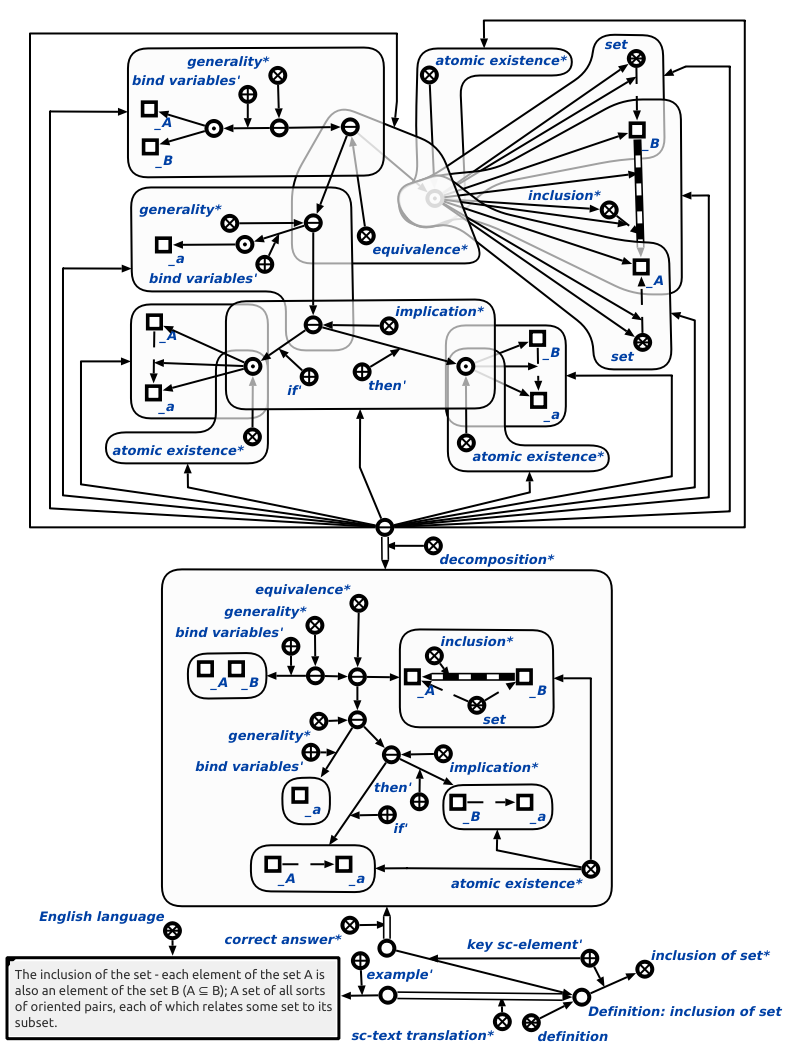 generality*
atomic existence*
set
bind variables'
_A
_B
_B
generality*
inclusion*
equivalence*
_a
bind variables'
_A
implication*
_A
_B
set
if'
then'
_a
_a
atomic existence*
atomic existence*
decomposition*
equivalence*
generality*
bind variables'
inclusion*
_A
_B
_A
_B
set
generality*
bind variables'
implication*
then'
_a
_B
_a
if'
_A
_a
atomic existence*
English language
correct answer*
key sc-element'
inclusion of set*
example'
The inclusion of the set - each element of the set A is
also an element of the set B (A ⊆ B); A set of all sorts
of oriented pairs, each of which relates some set to its
subset.
Definition: inclusion of set
sc-text translation*
definition